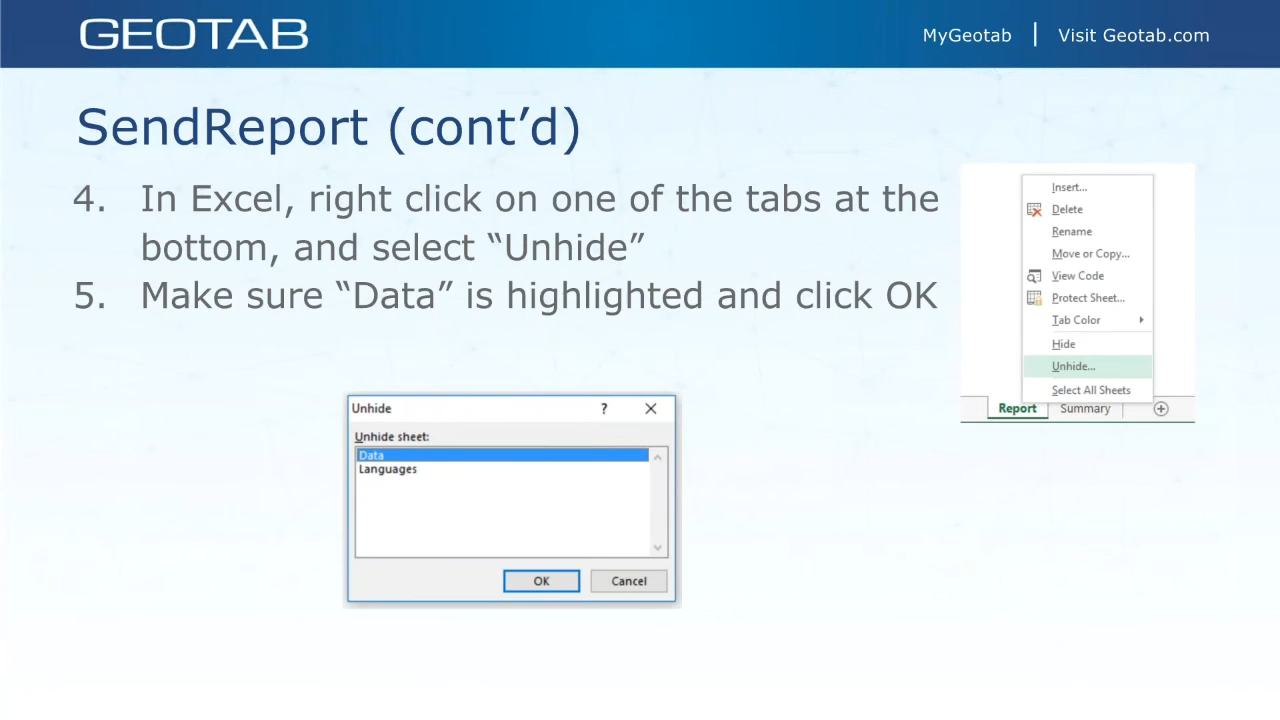 GEOTAB
MyGeotab | Visit Geotab.com
SendReport (cont’d)
4. In Excel, right click on one of the tabs at the
bottom, and select “Unhide”
5. Make sure “Data” is highlighted and click OK
Insert...
Delete
Rename
Move or Copy...
View Code
Protect Sheet...
Tab Color
Hide
Unhide...
Select All Sheets
Report Summary
Unhide ?
Unhide sheet:
Data
Languages
OK Cancel